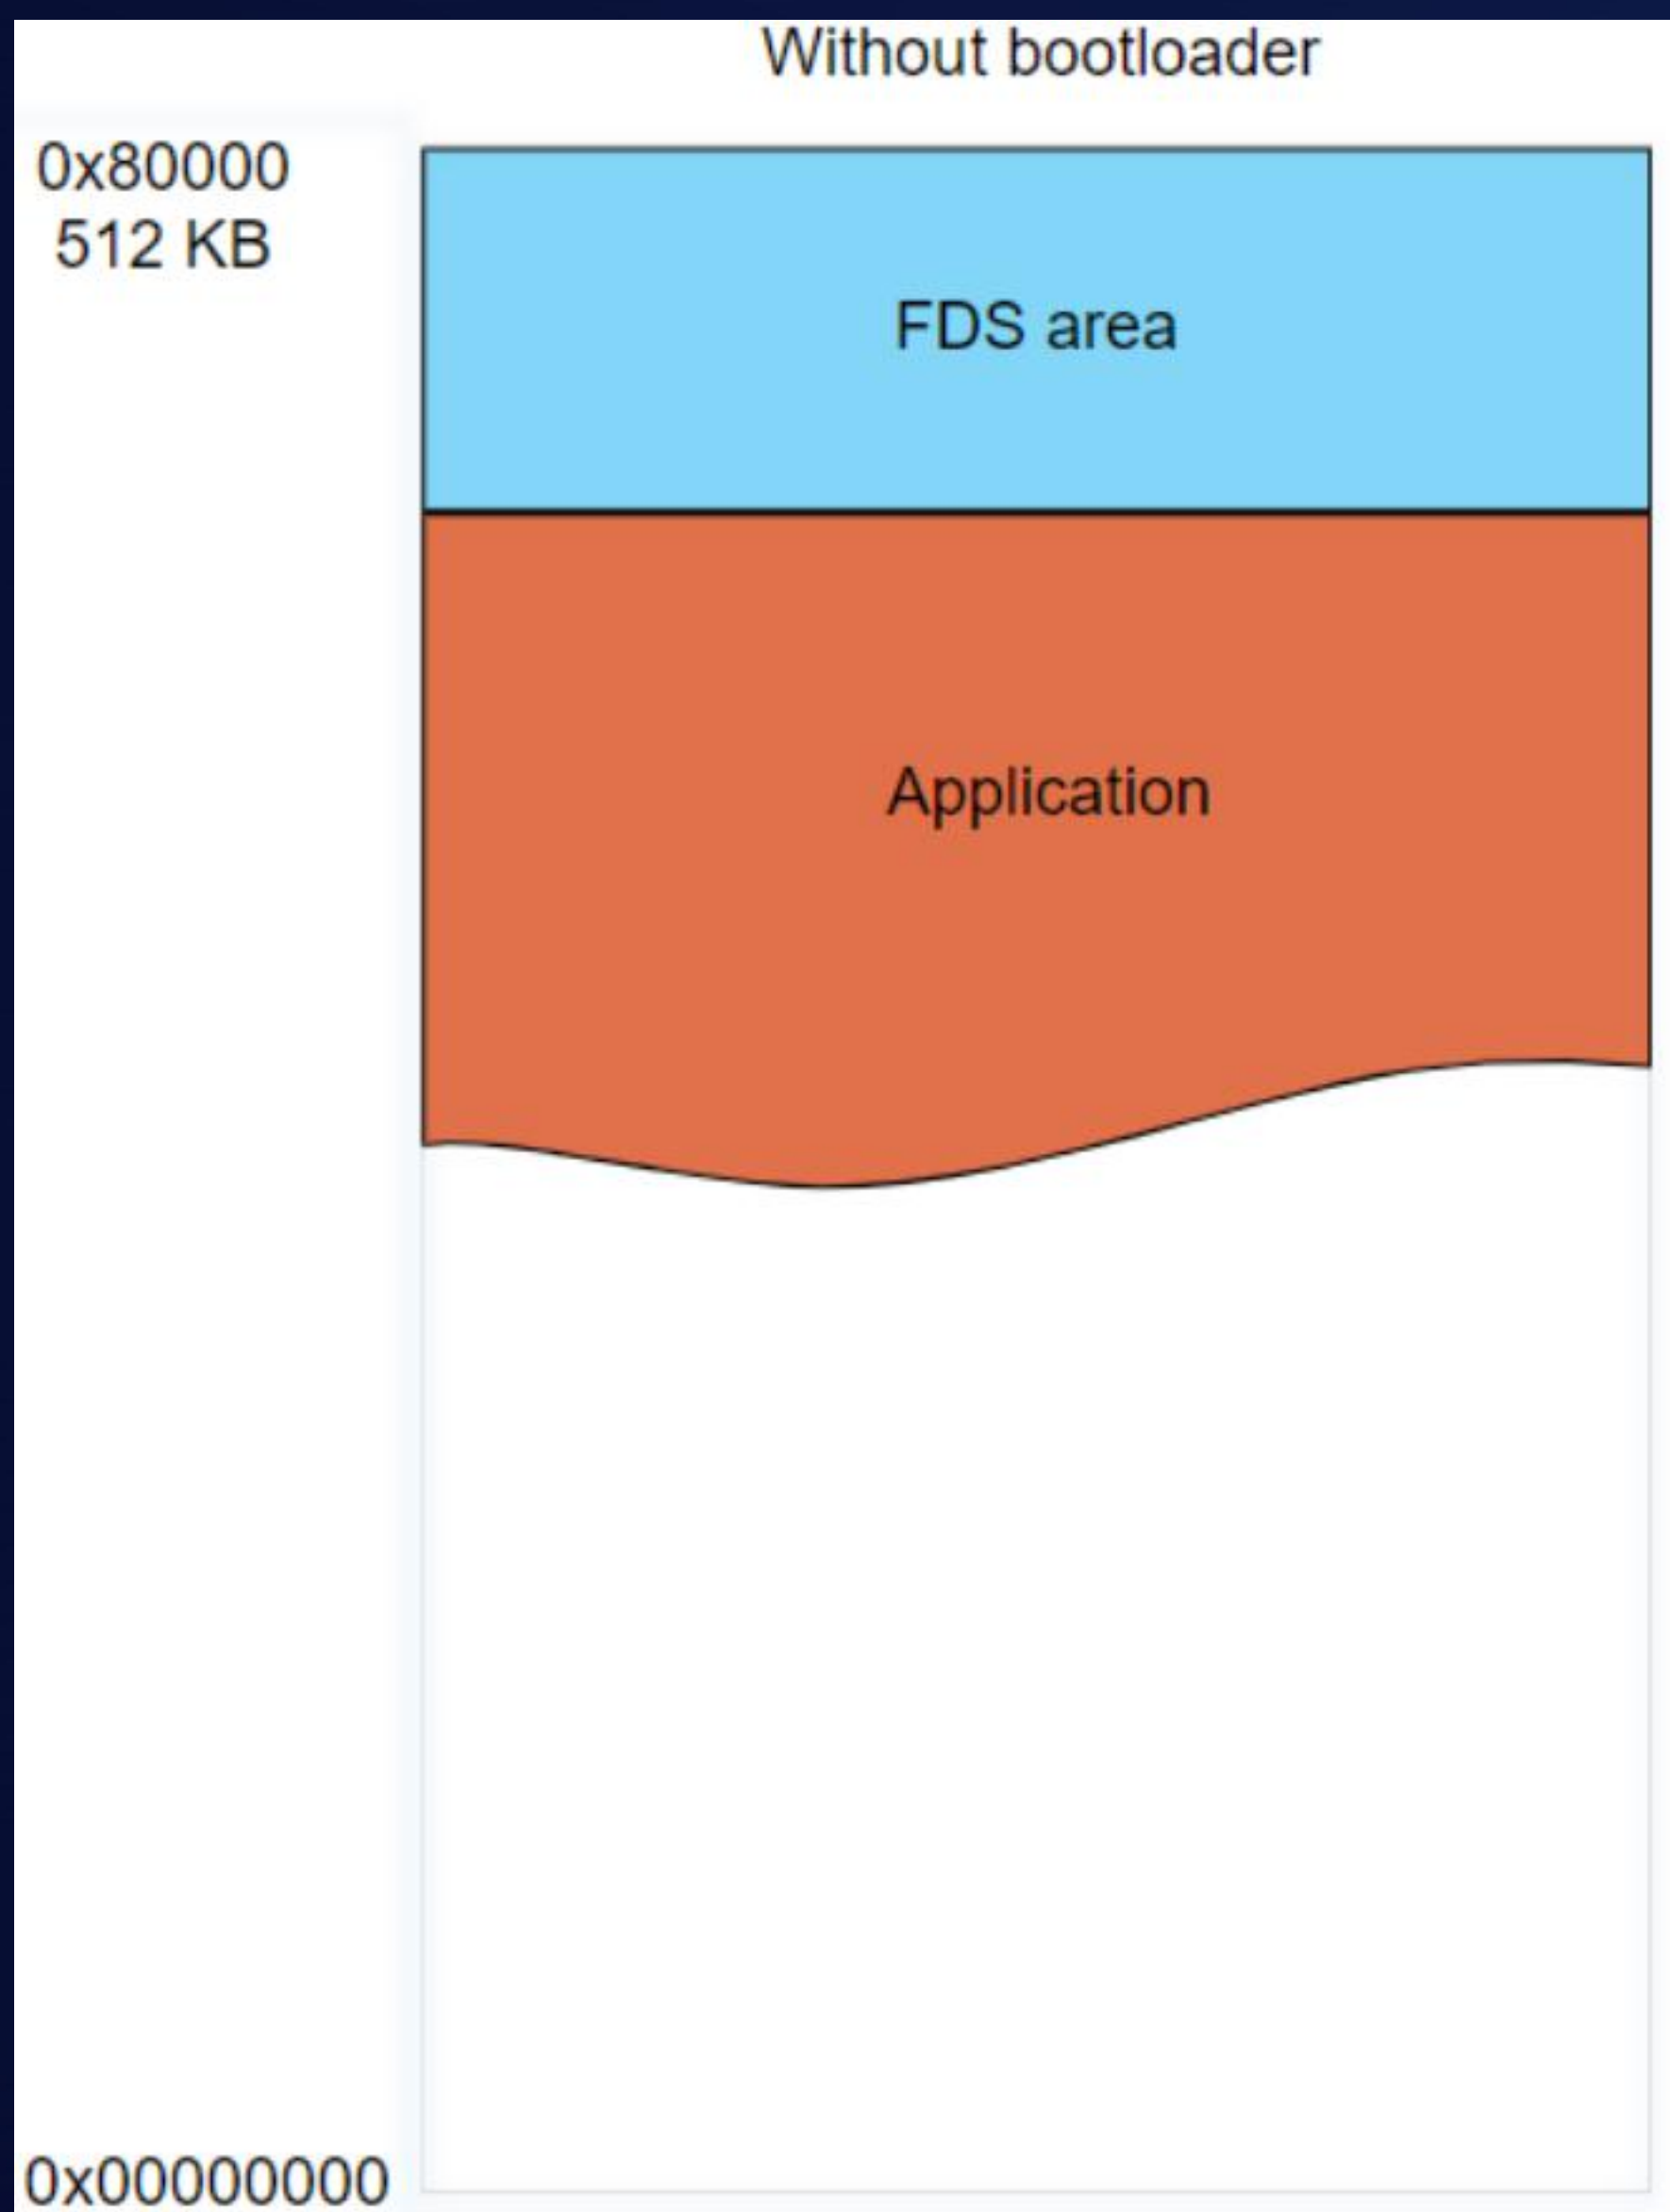 Without bootloader
0x80000
512 KB
FDS area
Application
0x00000000